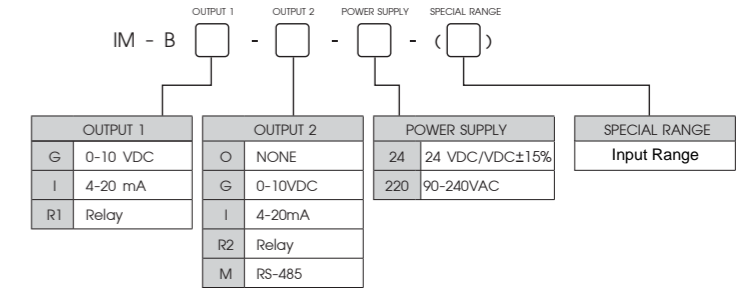 OUTPUT 1 OUTPUT 2 POWER SUPPLY SPECIAL RANGE
IM - B - - - ( )
OUTPUT 1
G 0-10 VDC
I 4-20 mA
R1 Relay
OUTPUT 2
O NONE
G 0-10VDC
I 4-20mA
R2 Relay
M RS-485
POWER SUPPLY
24 24 VDC/VDC±15%
220 90-240VAC
SPECIAL RANGE
Input Range